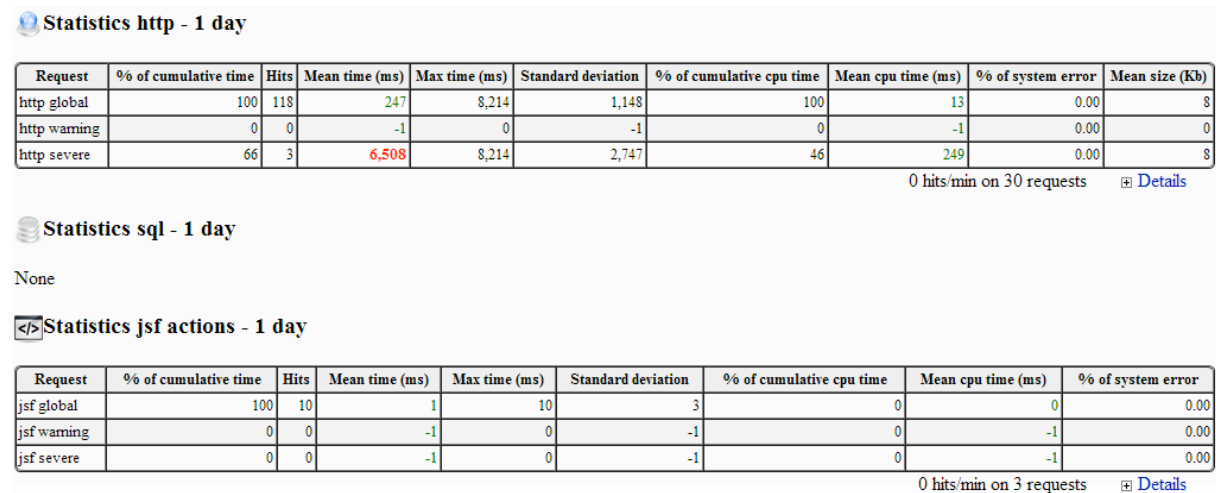 Statistics http - 1 day
Request % of cumulative time Hits Mean time (ms) Max time (ms) Standard deviation % of cumulative cpu time Mean cpu time (ms) % of system error Mean size (Kb)
http global 100 118 247 8,214 1,148 100 13 0.00 8
http warning 0 0 -1 0 -1 0 -1 0.00 0
http severe 66 3 6,508 8,214 2,747 46 249 0.00 8
0 hits/min on 30 requests Details
Statistics sql - 1 day
None
Statistics jsf actions - 1 day
Request % of cumulative time Hits Mean time (ms) Max time (ms) Standard deviation % of cumulative cpu time Mean cpu time (ms) % of system error
jsf global 100 10 1 10 3 0 0 0.00
jsf warning 0 0 -1 0 -1 0 -1 0.00
jsf severe 0 0 -1 0 -1 0 -1 0.00
0 hits/min on 3 requests Details